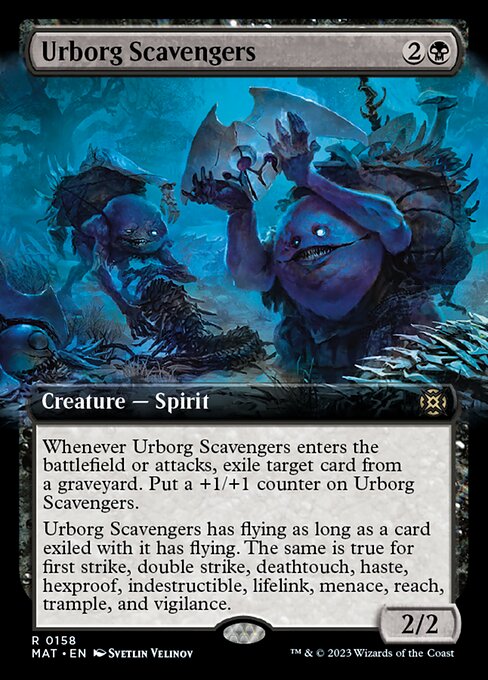 Urborg Scavengers 2
Creature — Spirit
Whenever Urborg Scavengers enters the
battlefield or attacks, exile target card from
a graveyard. Put a +1/+1 counter on Urborg
Scavengers.
Urborg Scavengers has flying as long as a card
exiled with it has flying. The same is true for
first strike, double strike, deathtouch, haste,
hexproof, indestructible, lifelink, menace, reach,
trample, and vigilance.
2/2
R 0158
MAT • EN SVETLIN VELINOV
™ & © 2023 Wizards of the Coast